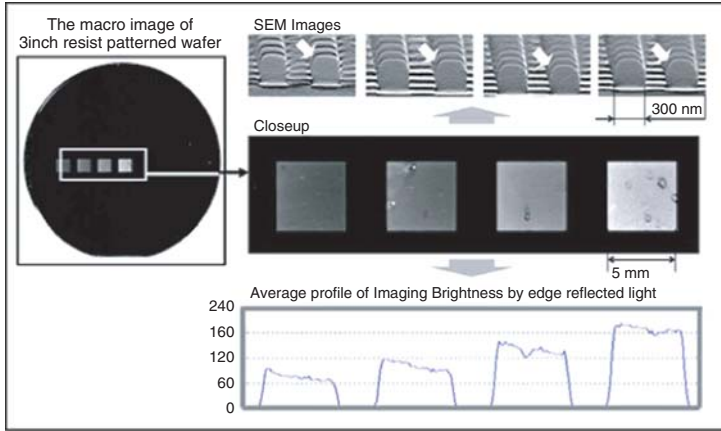 The macro image of
3inch resist patterned wafer
SEM Images
300 nm
Closeup
5 mm
Average profile of Imaging Brightness by edge reflected light
240
160
120
60
0